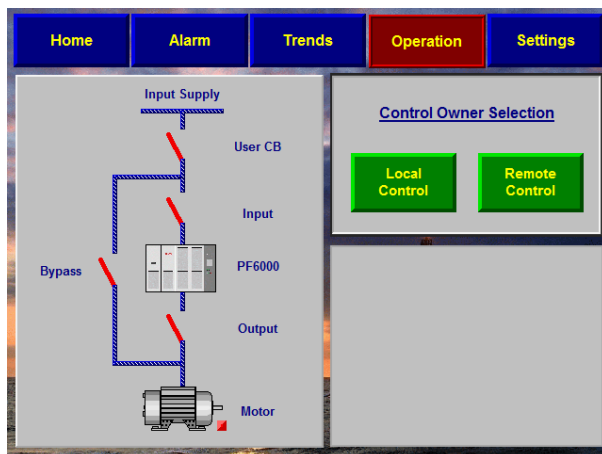 Home
Alarm
Trends
Operation
Settings
Input Supply
User CB
Input
Bypass
PF6000
Output
Motor
Control Owner Selection
Local
Control
Remote
Control